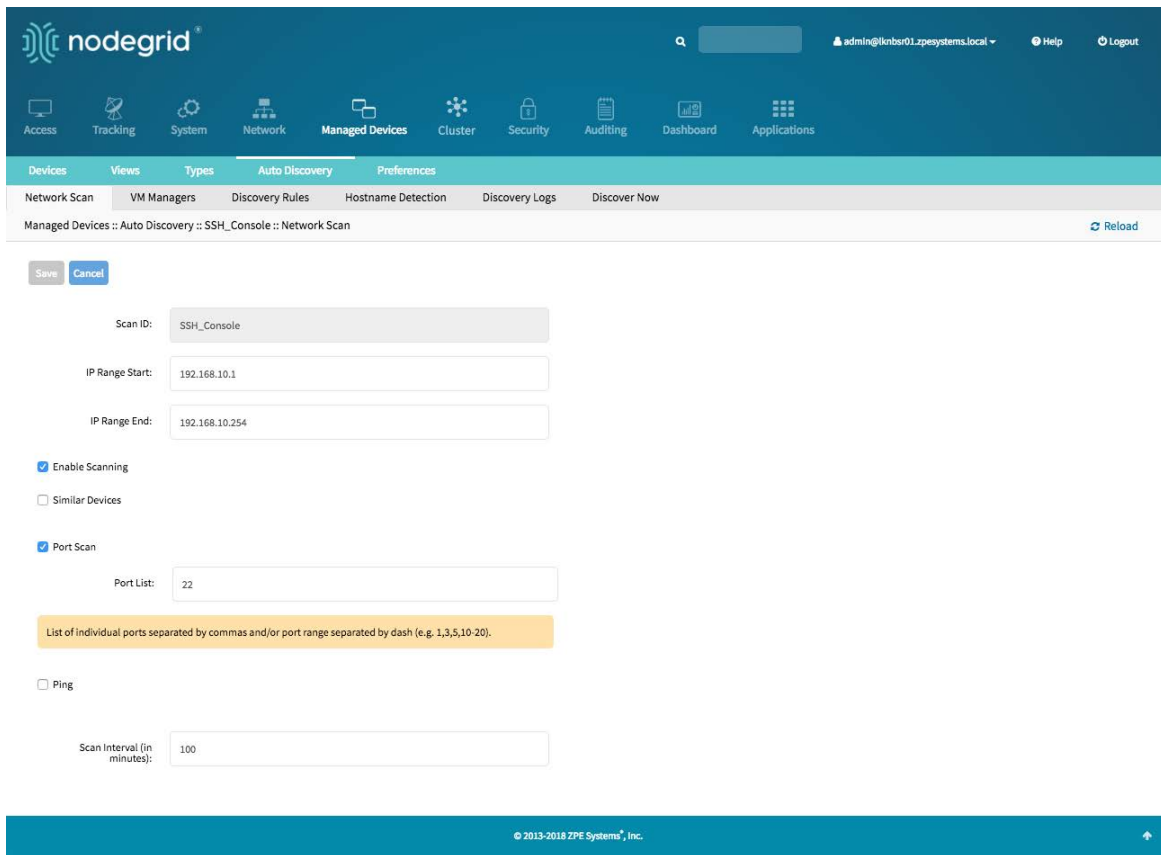 nodegrid®
admin@lknbsr01.zpesystems.local
Help
Logout
Access
Tracking
System
Network
Managed Devices
Cluster
Security
Auditing
Dashboard
Applications
Devices
Views
Types
Auto Discovery
Preferences
Network Scan
VM Managers
Discovery Rules
Hostname Detection
Discovery Logs
Discover Now
Managed Devices :: Auto Discovery :: SSH_Console :: Network Scan
Reload
Save
Cancel
Scan ID:
SSH_Console
IP Range Start:
192.168.10.1
IP Range End:
192.168.10.254
Enable Scanning
Similar Devices
Port Scan
Port List:
22
List of individual ports separated by commas and/or port range separated by dash (e.g. 1,3,5,10-20).
Ping
Scan Interval (in
minutes):
100
© 2013-2018 ZPE Systems®, Inc.